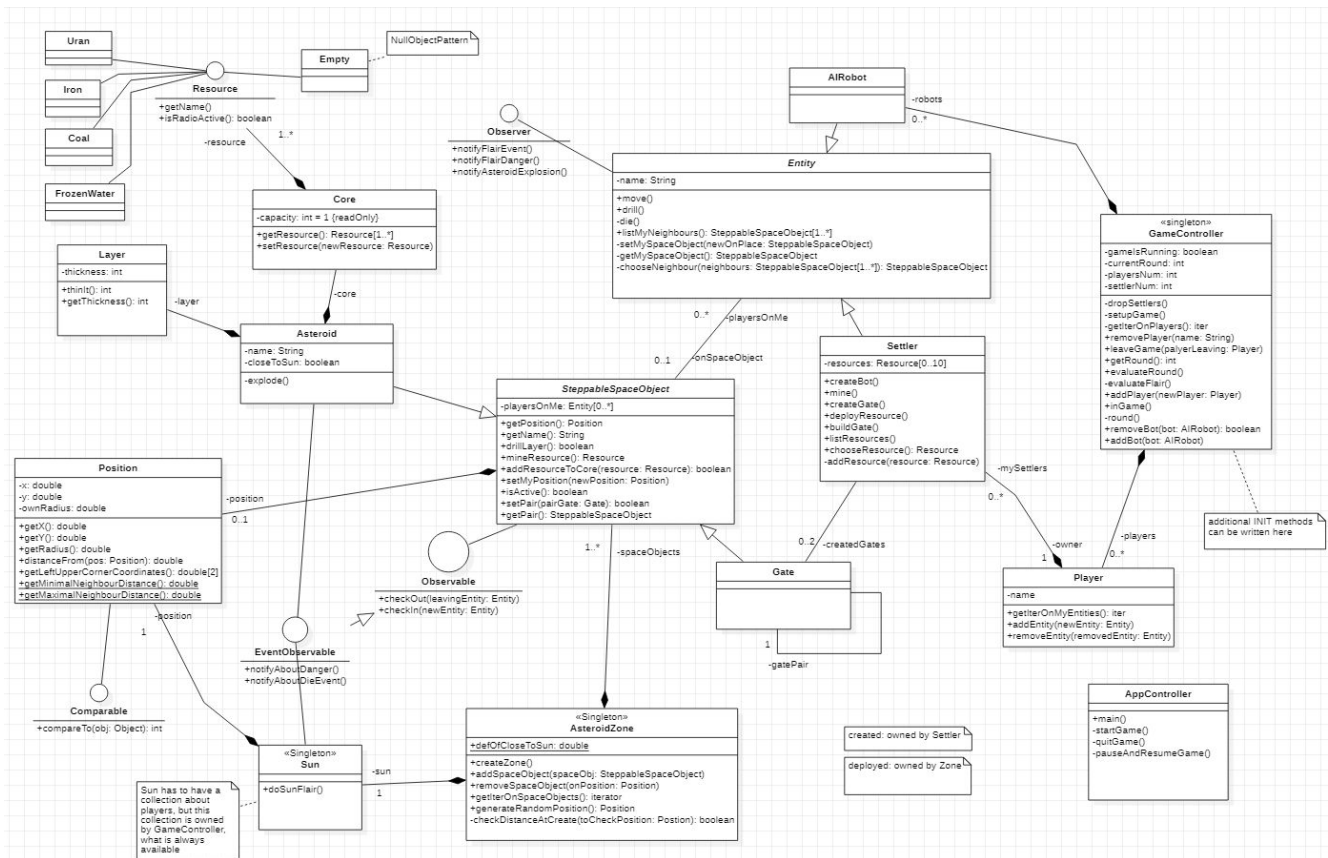 Uran
Iron
Coal
FrozenWater
Resource
+getName()
+isRadioActive(): boolean
1..*
-resource
Empty
NullObjectPattern
Core
-capacity: int = 1 {readOnly}
+getResource(): Resource[1..*]
+setResource(newResource: Resource)
-core
Layer
-thickness: int
+thinIt(): int
+getThickness(): int
-layer
Asteroid
-name: String
-closeToSun: boolean
-explode()
Observer
+notifyFlairEvent()
+notifyFlairDanger()
+notifyAsteroidExplosion()
AIRobot
-robots
0..*
Entity
-name: String
+move()
+drill()
-die()
+listMyNeighbours(): SteppableSpaceObejct[1..*]
-setMySpaceObject(newOnPlace: SteppableSpaceObject)
-getMySpaceObject(): SteppableSpaceObject
-chooseNeighbour(neighbours: SteppableSpaceObject[1..*]): SteppableSpaceObject
0..*
-playersOnMe
0..1
-onSpaceObject
«singleton»
GameController
-gameIsRunning: boolean
-currentRound: int
-playersNum: int
-settlerNum: int
-dropSettlers()
-setupGame()
-getIterOnPlayers(): iter
+removePlayer(name: String)
+leaveGame(palyerLeaving: Player)
+getRound(): int
+evaluateRound()
-evaluateFlair()
+addPlayer(newPlayer: Player)
+inGame()
-round()
+removeBot(bot: AIRobot): boolean
+addBot(bot: AIRobot)
additional INIT methods
can be written here
Settler
-resources: Resource[0..10]
+createBot()
+mine()
+createGate()
+deployResource()
+buildGate()
+listResources()
+chooseResource(): Resource
-addResource(resource: Resource)
-mySettlers
0..*
-owner
1
-players
0..*
0..2
-createdGates
SteppableSpaceObject
-playersOnMe: Entity[0..*]
+getPosition(): Position
+getName(): String
+drillLayer(): boolean
+mineResource(): Resource
+addResourceToCore(resource: Resource): boolean
+setMyPosition(newPosition: Position)
+isActive(): boolean
+setPair(pairGate: Gate): boolean
+getPair(): SteppableSpaceObject
1..*
-spaceObjects
Position
-x: double
-y: double
-ownRadius: double
+getX(): double
+getY(): double
+getRadius(): double
+distanceFrom(pos: Position): double
+getLeftUpperCornerCoordinates(): double[2]
+getMinimalNeighbourDistance(): double
+getMaximalNeighbourDistance(): double
-position
0..1
-position
1
Observable
+checkOut(leavingEntity: Entity)
+checkIn(newEntity: Entity)
EventObservable
+notifyAboutDanger()
+notifyAboutDieEvent()
Gate
1
-gatePair
Player
-name
+getIterOnMyEntities(): iter
+addEntity(newEntity: Entity)
+removeEntity(removedEntity: Entity)
Comparable
+compareTo(obj: Object): int
«Singleton»
Sun
+doSunFlair()
-sun
1
Sun has to have a
collection about
players, but this
collection is owned
by GameController,
what is always
available
«Singleton»
AsteroidZone
+defOfCloseToSun: double
+createZone()
+addSpaceObject(spaceObj: SteppableSpaceObject)
+removeSpaceObject(onPosition: Position)
+getIterOnSpaceObjects(): iterator
+generateRandomPosition(): Position
-checkDistanceAtCreate(toCheckPosition: Postion): boolean
created: owned by Settler
deployed: owned by Zone
AppController
+main()
-startGame()
-quitGame()
-pauseAndResumeGame()